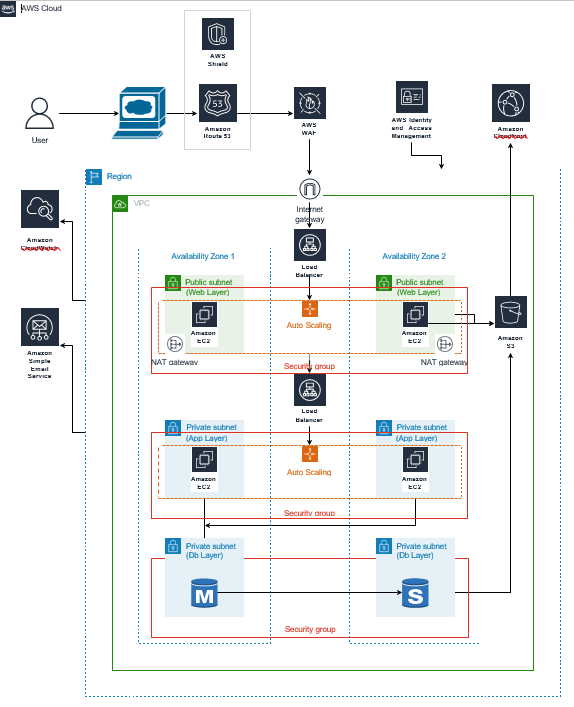 aws
AWS Cloud
AWS
Shield
53
Amazon
Route 53
AWS
WAF
AWS Identity
and Access
Management
Amazon
User
Region
VPC
Internet
gateway
Amazon
Load
Balancer
Availability Zone 1
Availability Zone 2
Public subnet
(Web Layer)
Public subnet
(Web Layer)
Amazon
EC2
Auto Scaling
Amazon
EC2
Amazon
S3
Amazon
Simple
Email
Service
NAT gateway
NAT gateway
Security group
Load
Balancer
Private subnet
(App Layer)
Private subnet
(App Layer)
Amazon
EC2
Auto Scaling
Amazon
EC2
Security group
Private subnet
(Db Layer)
Private subnet
(Db Layer)
M
S
Security group